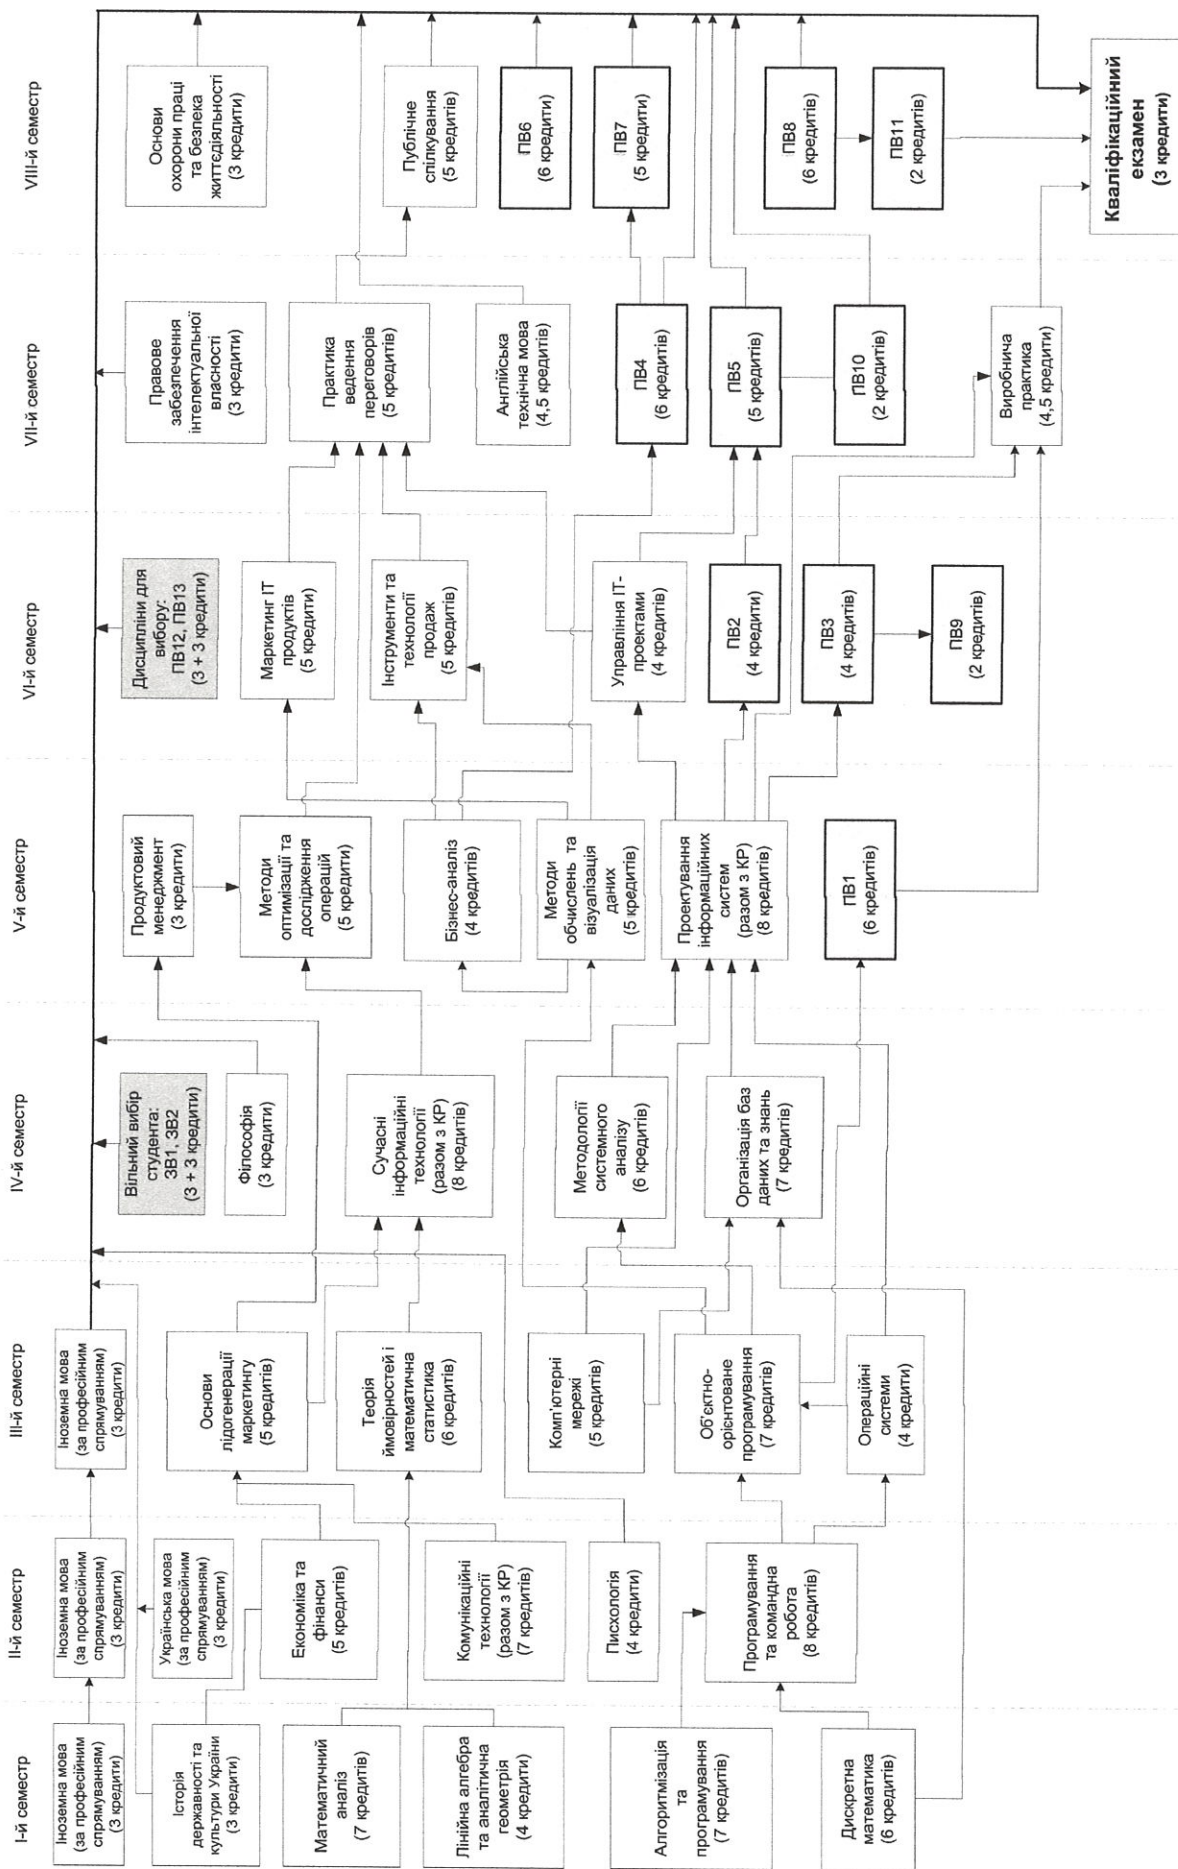 I-й семестр
Іноземна мова
(за професійним
спрямуванням)
(3 кредити)
Історія
державності та
культури України
(3 кредити)
Математичний
аналіз
(7 кредитів)
Лінійна алгебра
та аналітична
геометрія
(4 кредити)
Алгоритмізація
та
програмування
(7 кредитів)
Дискретна
математика
(6 кредитів)
II-й семестр
Іноземна мова
(за професійним
спрямуванням)
(3 кредити)
Українська мова
(за професійним
спрямуванням)
(3 кредити)
Економіка та
фінанси
(5 кредитів)
Комунікаційні
технології
(разом з КР)
(7 кредитів)
Писхологія
(4 кредити)
Програмування
та командна
робота
(8 кредитів)
III-й семестр
Іноземна мова
(за професійним
спрямуванням)
(3 кредити)
Основи
лідогенерації
маркетингу
(5 кредитів)
Теорія
ймовірностей і
математична
статистика
(6 кредитів)
Комп'ютерні
мережі
(5 кредитів)
Об'єктно-
орієнтоване
програмування
(7 кредитів)
Операційні
системи
(4 кредити)
IV-й семестр
Вільний вибір
студента:
ЗВ1, ЗВ2
(3 + 3 кредити)
Філософія
(3 кредити)
Сучасні
інформаційні
технології
(разом з КР)
(8 кредитів)
Методології
системного
аналізу
(6 кредитів)
Організація баз
даних та знань
(7 кредитів)
V-й семестр
Продуктовий
менеджмент
(3 кредити)
Методи
оптимізації та
дослідження
операцій
(5 кредити)
Бізнес-аналіз
(4 кредитів)
Методи
обчислень та
візуалізація
даних
(5 кредитів)
Проектування
інформаційних
систем
(разом з КР)
(8 кредитів)
ПВ1
(6 кредитів)
VI-й семестр
Дисципліни для
вибору:
ПВ12, ПВ13
(3 + 3 кредити)
Маркетинг ІТ
продуктів
(5 кредити)
Інструменти та
технології
продаж
(5 кредитів)
Управління ІТ-
проектами
(4 кредити)
ПВ2
(4 кредити)
ПВ3
(4 кредитів)
ПВ9
(2 кредитів)
VII-й семестр
Правове
забезпечення
інтелектуальної
власності
(3 кредити)
Практика
ведення
переговорів
(5 кредитів)
Англійська
технічна мова
(4,5 кредитів)
ПВ4
(6 кредитів)
ПВ5
(5 кредитів)
ПВ10
(2 кредитів)
Виробнича
практика
(4,5 кредити)
VIII-й семестр
Основи
охорони праці
та безпека
життєдіяльності
(3 кредити)
Публічне
спілкування
(5 кредитів)
ПВ6
(6 кредити)
ПВ7
(5 кредити)
ПВ8
(6 кредитів)
ПВ11
(2 кредити)
Кваліфікаційний
екзамен
(3 кредити)